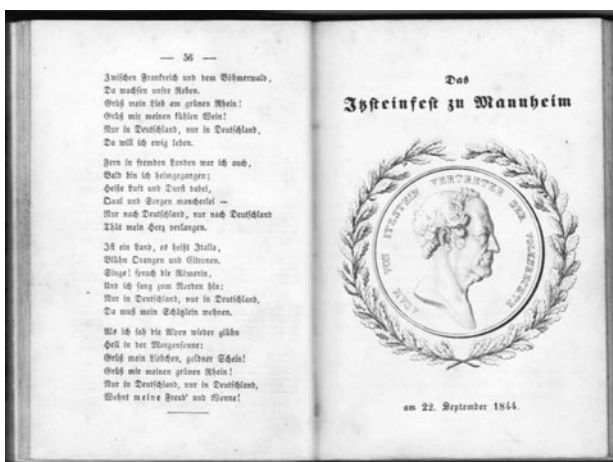 — 56 —
Zwischen Frankreich und dem Böhmerwald,
Da wachsen unsre Reben.
Grüß mein Lieb am grünen Rhein!
Grüß mir meinen kühlen Wein!
Nur in Deutschland, nur in Deutschland,
Da will ich ewig leben.
Fern in fremden Landen war ich auch,
Bald bin ich heimgegangen;
Heiße Luft und Durst dabei,
Qual und Sorgen mancherlei —
Nur nach Deutschland, nur nach Deutschland
Thät mein Herz verlangen.
Ist ein Land, es heißt Italia,
Blühn Orangen und Citronen.
Singe! sprach die Römerin,
Und ich sang zum Norden hin:
Nur in Deutschland, nur in Deutschland,
Da muß mein Schätzlein wohnen.
Als ich sah die Alpen wieder glühn
Hell in der Morgensonne:
Grüß mein Liebchen, goldner Schein!
Grüß mir meinen grünen Rhein!
Nur in Deutschland, nur in Deutschland,
Wohnt meine Freud' und Wonne!
Das
Itzsteinfest zu Mannheim
ADAM VON ITZSTEIN VERTRETER DER VOLKSRECHTE
am 22. September 1844.